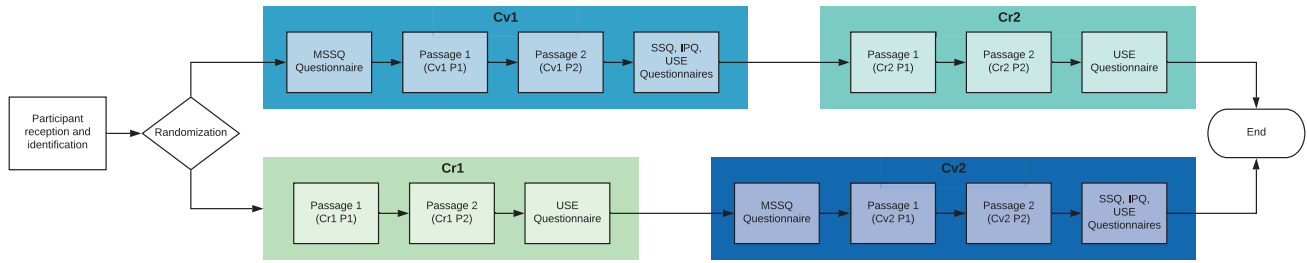 Participant
reception and
identification
Randomization
Cv1
MSSQ
Questionnaire
Passage 1
(Cv1 P1)
Passage 2
(Cv1 P2)
SSQ, IPQ,
USE
Questionnaires
Cr2
Passage 1
(Cr2 P1)
Passage 2
(Cr2 P2)
USE
Questionnaire
Cr1
Passage 1
(Cr1 P1)
Passage 2
(Cr1 P2)
USE
Questionnaire
Cv2
MSSQ
Questionnaire
Passage 1
(Cv2 P1)
Passage 2
(Cv2 P2)
SSQ, IPQ,
USE
Questionnaires
End